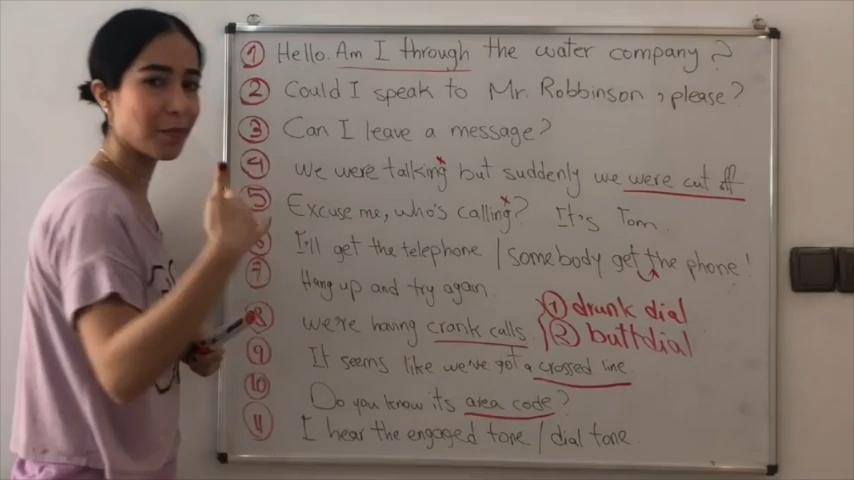 1 Hello. Am I through the water company?
2 Could I speak to Mr. Robbinson, please?
3 Can I leave a message?
4 We were talking but suddenly we were cut off
5 Excuse me, who's calling? It's Tom.
6 I'll get the telephone / somebody get the phone!
7 Hang up and try again.
8 We're having crank calls. 1 drunk dial
2 buttdial
9 It seems like we've got a crossed line
10 Do you know its area code?
11 I hear the engaged tone / dial tone.